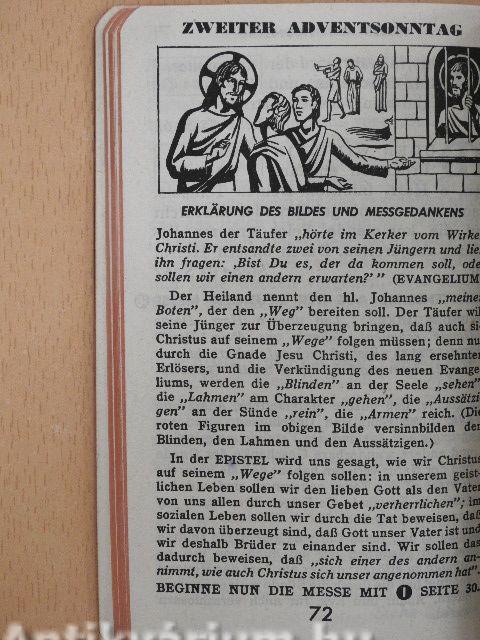 ZWEITER ADVENTSONNTAG
ERKLÄRUNG DES BILDES UND MESSGEDANKENS
Johannes der Täufer „hörte im Kerker vom Wirke
Christi. Er entsandte zwei von seinen Jüngern und lie
ihn fragen: ‚Bist Du es, der da kommen soll, ode
sollen wir einen andern erwarten?‘ ” (EVANGELIUM
Der Heiland nennt den hl. Johannes „meine
Boten”, der den „Weg” bereiten soll. Der Täufer wil
seine Jünger zur Überzeugung bringen, daß auch si
Christus auf seinem „Wege” folgen müssen; denn nu
durch die Gnade Jesu Christi, des lang ersehnten
Erlösers, und die Verkündigung des neuen Evange
liums, werden die „Blinden” an der Seele „sehen”
die „Lahmen” am Charakter „gehen”, die „Aussätzi
gen” an der Sünde „rein”, die „Armen” reich. (Die
roten Figuren im obigen Bilde versinnbilden den
Blinden, den Lahmen und den Aussätzigen.)
In der EPISTEL wird uns gesagt, wie wir Christus
auf seinem „Wege” folgen sollen: in unserem geist-
lichen Leben sollen wir den lieben Gott als den Vater
von uns allen durch unser Gebet „verherrlichen”; im
sozialen Leben sollen wir durch die Tat beweisen, daß
wir davon überzeugt sind, daß Gott unser Vater ist und
wir deshalb Brüder zu einander sind. Wir sollen das
dadurch beweisen, daß „sich einer des andern an-
nimmt, wie auch Christus sich unser angenommen hat”.
BEGINNE NUN DIE MESSE MIT 1 SEITE 30.
72
Antikvarium.hu